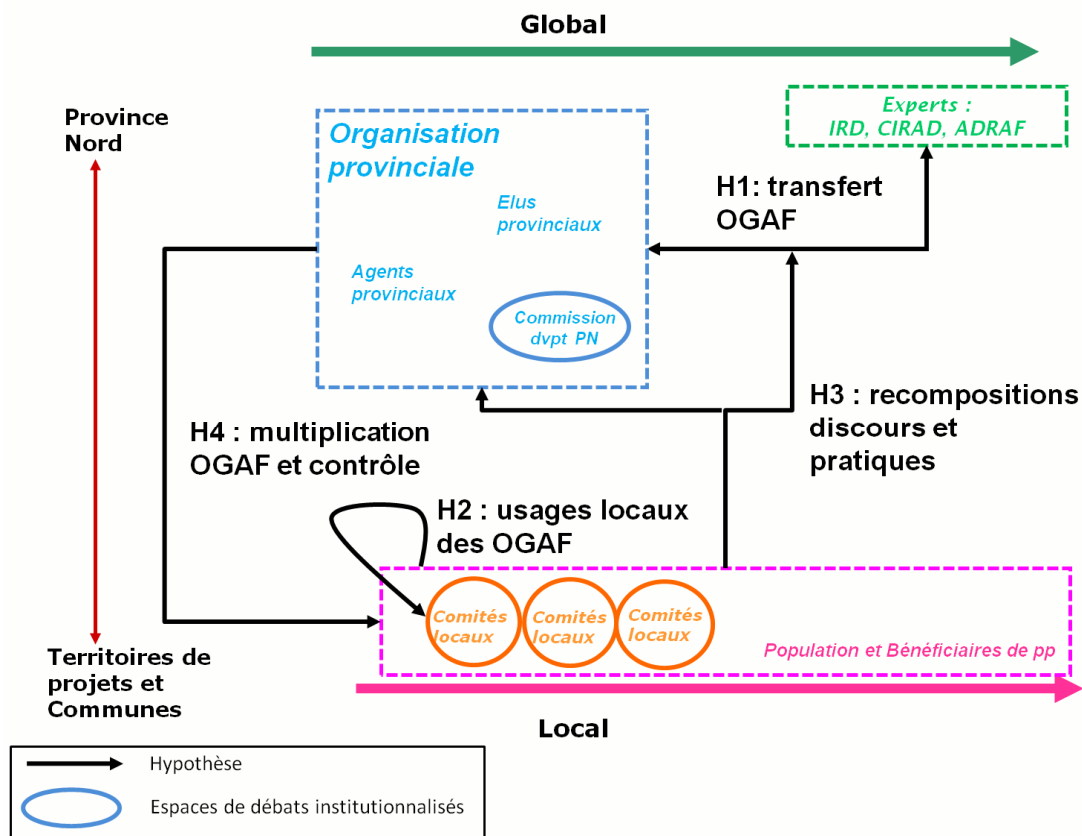 Global
Province
Nord
Experts :
IRD, CIRAD, ADRAF
Organisation
provinciale
Elus
provinciaux
Agents
provinciaux
Commission
dvpt PN
H1: transfert
OGAF
H3 : recompositions
discours et
pratiques
H4 : multiplication
OGAF et contrôle
H2 : usages locaux
des OGAF
Comités
locaux
Comités
locaux
Comités
locaux
Population et Bénéficiaires de pp
Territoires de
projets et
Communes
Local
Hypothèse
Espaces de débats institutionnalisés